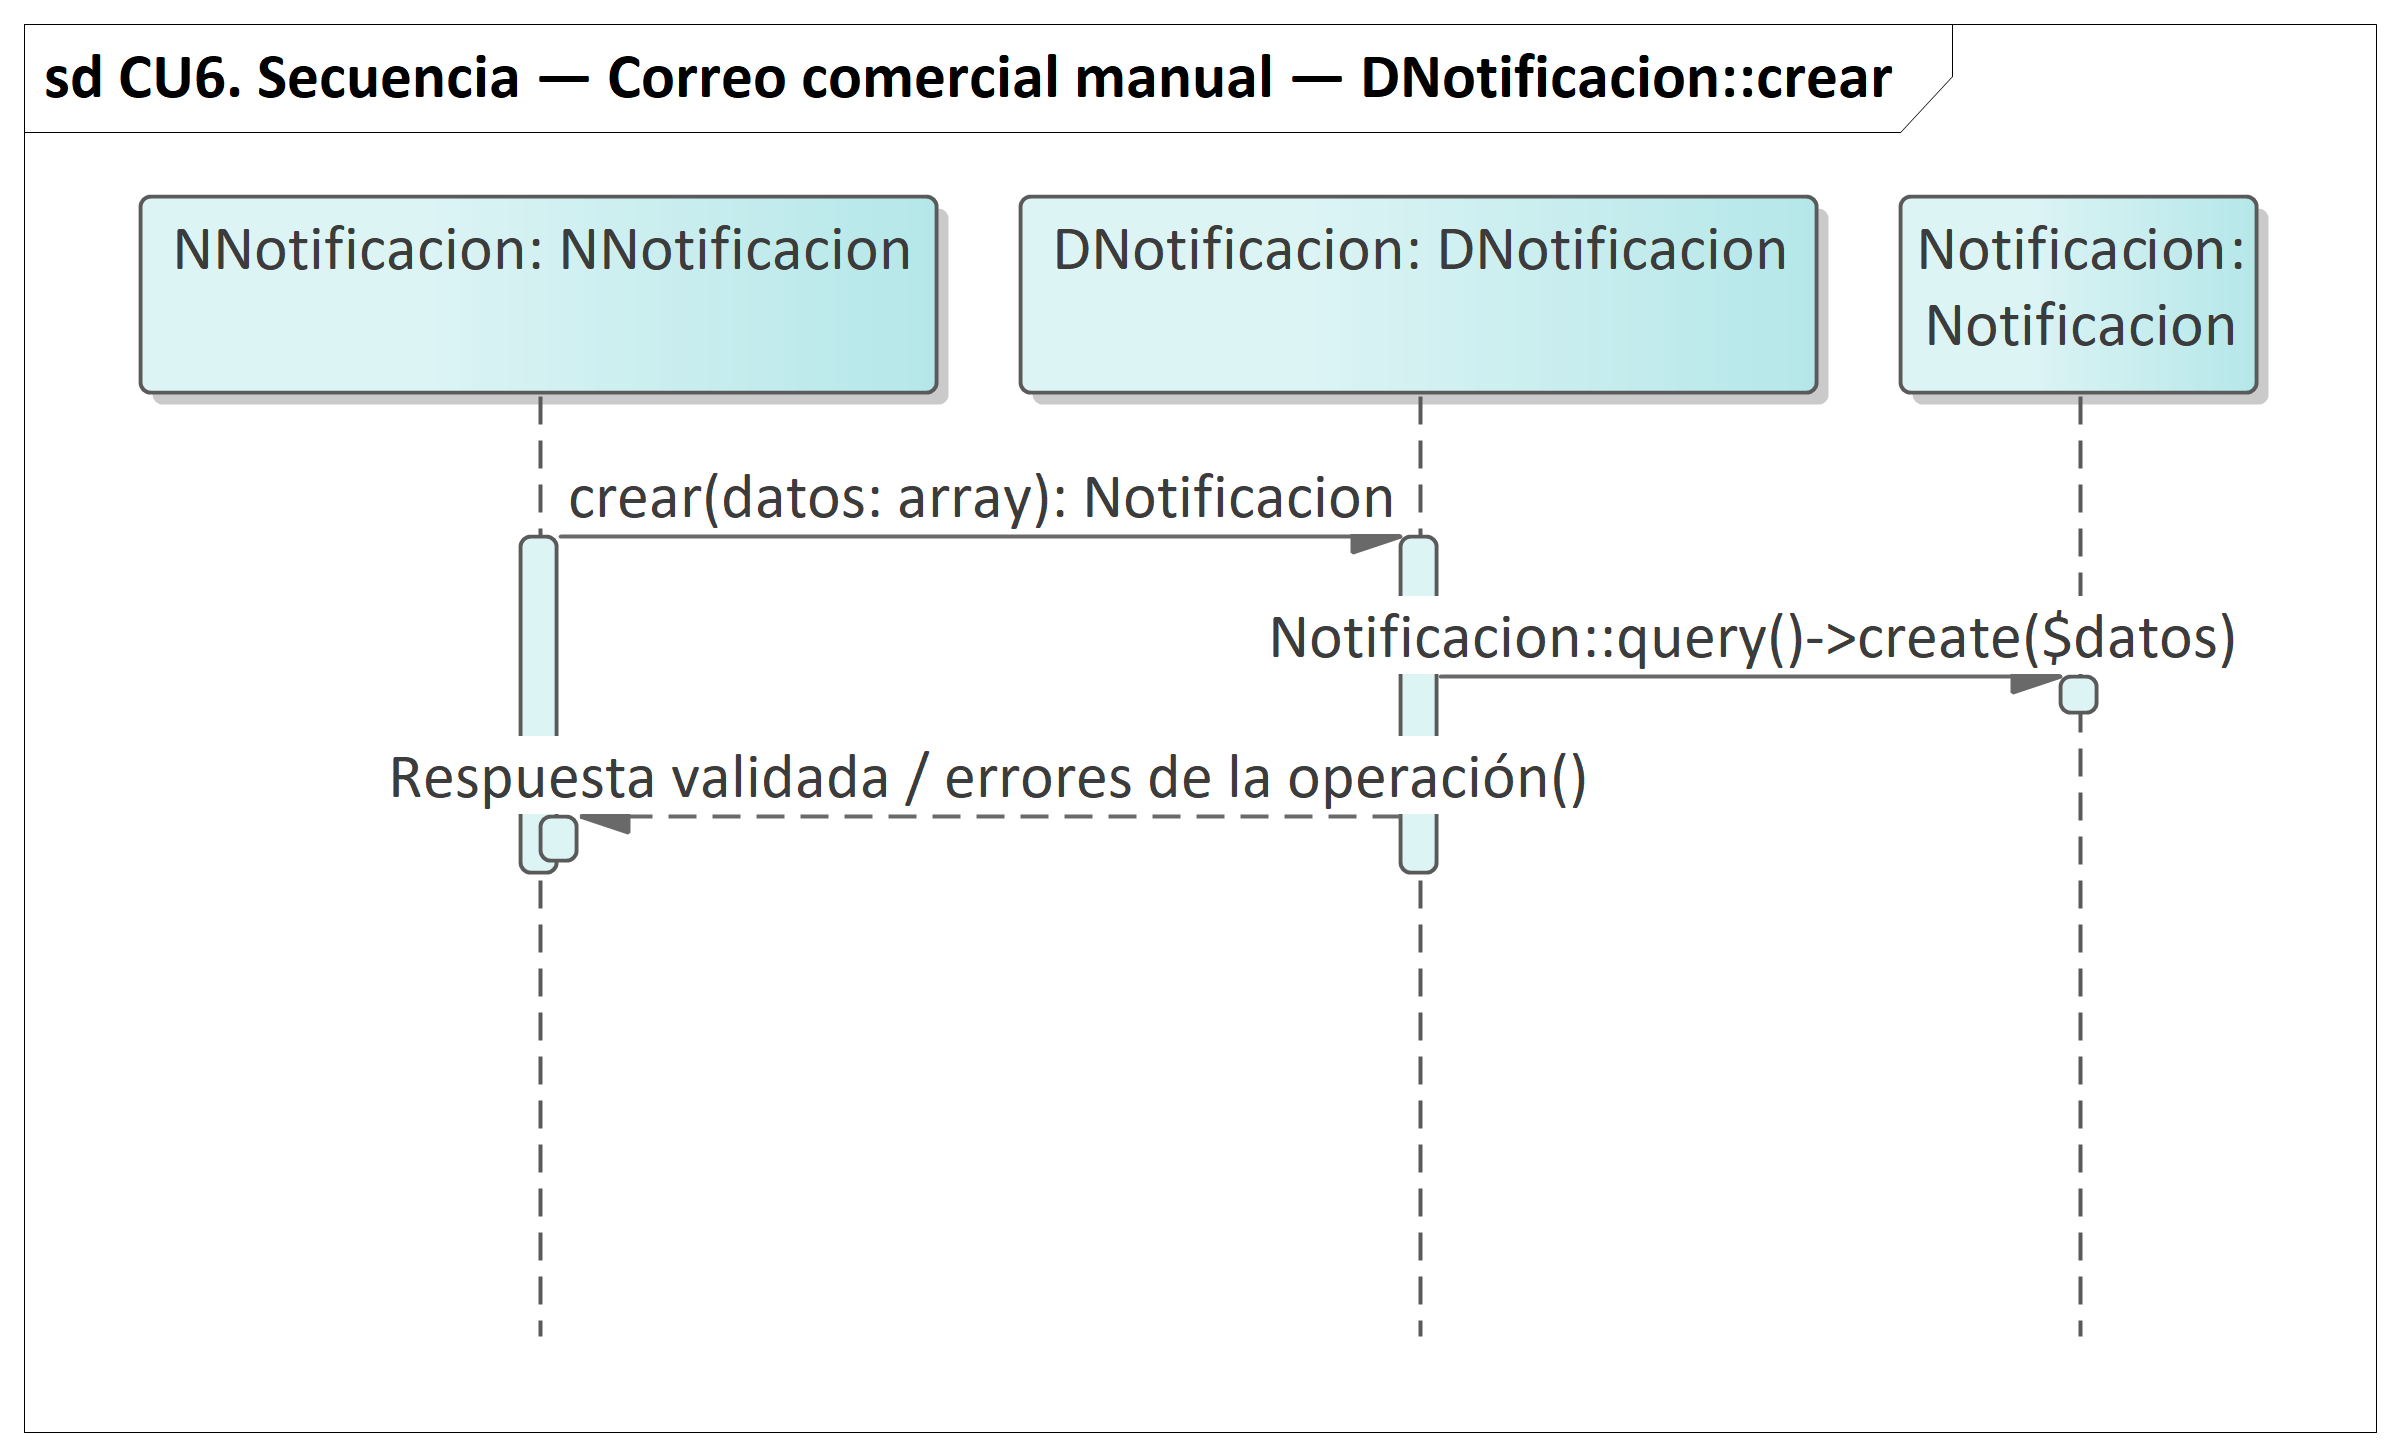 sd CU6. Secuencia — Correo comercial manual — DNotificacion::crear
NNotificacion: NNotificacion
DNotificacion: DNotificacion
Notificacion:
Notificacion
crear(datos: array): Notificacion
Notificacion::query()->create($datos)
Respuesta validada / errores de la operación()